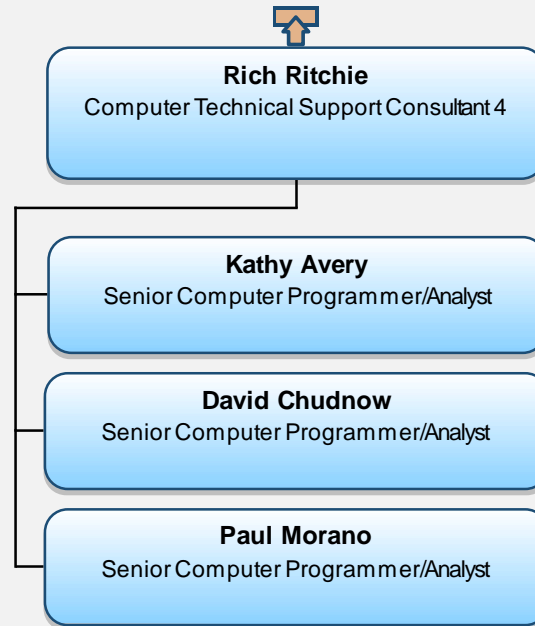 Rich Ritchie
Computer Technical Support Consultant 4
Kathy Avery
Senior Computer Programmer/Analyst
David Chudnow
Senior Computer Programmer/Analyst
Paul Morano
Senior Computer Programmer/Analyst